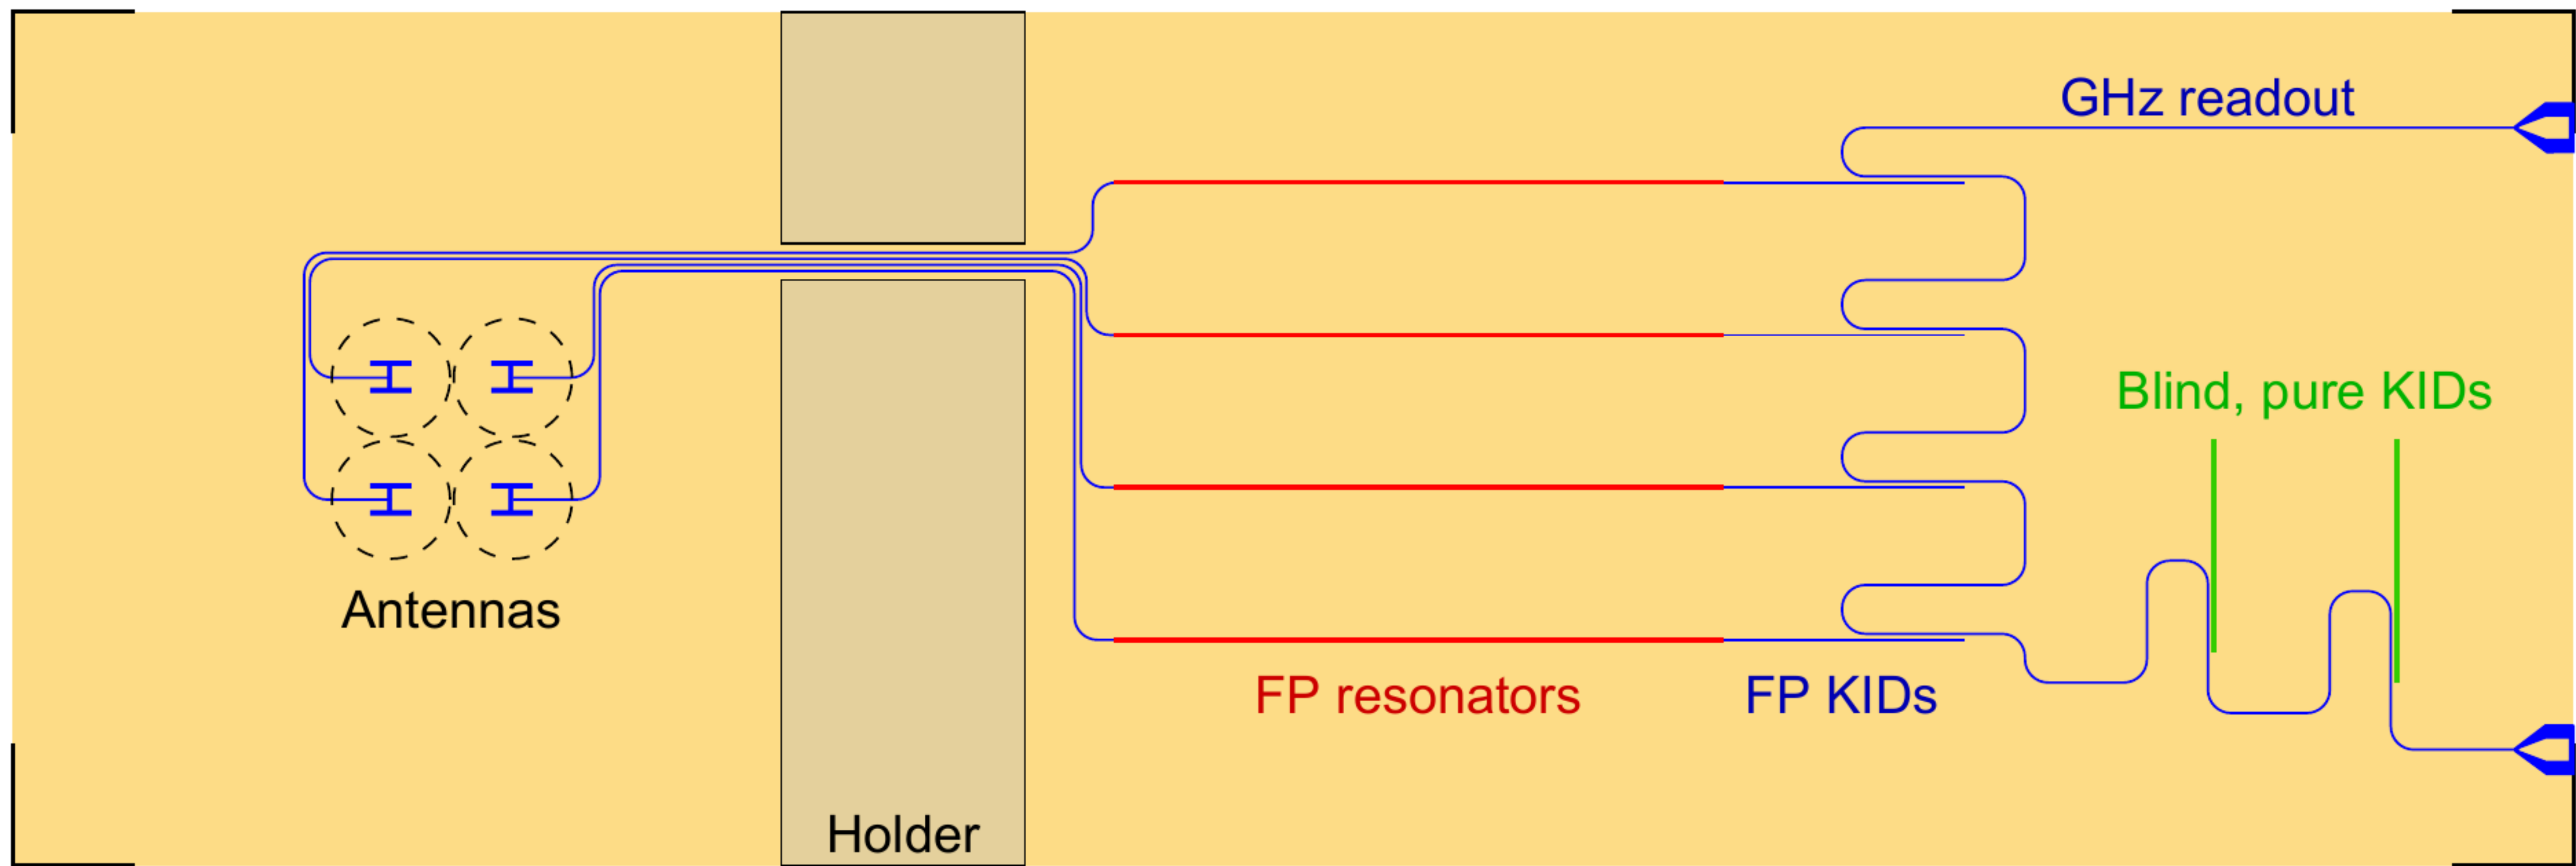 GHz readout
Blind, pure KIDs
Antennas
FP resonators
FP KIDs
Holder